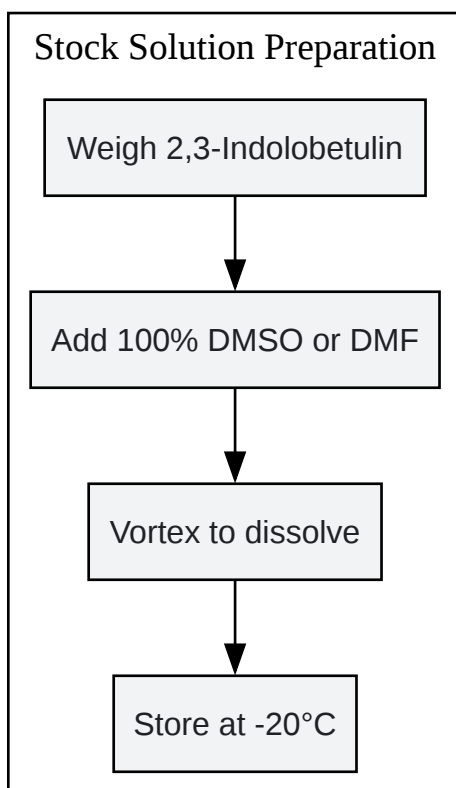 Stock Solution Preparation
Weigh 2,3-Indolobetulin
Add 100% DMSO or DMF
Vortex to dissolve
Store at -20°C